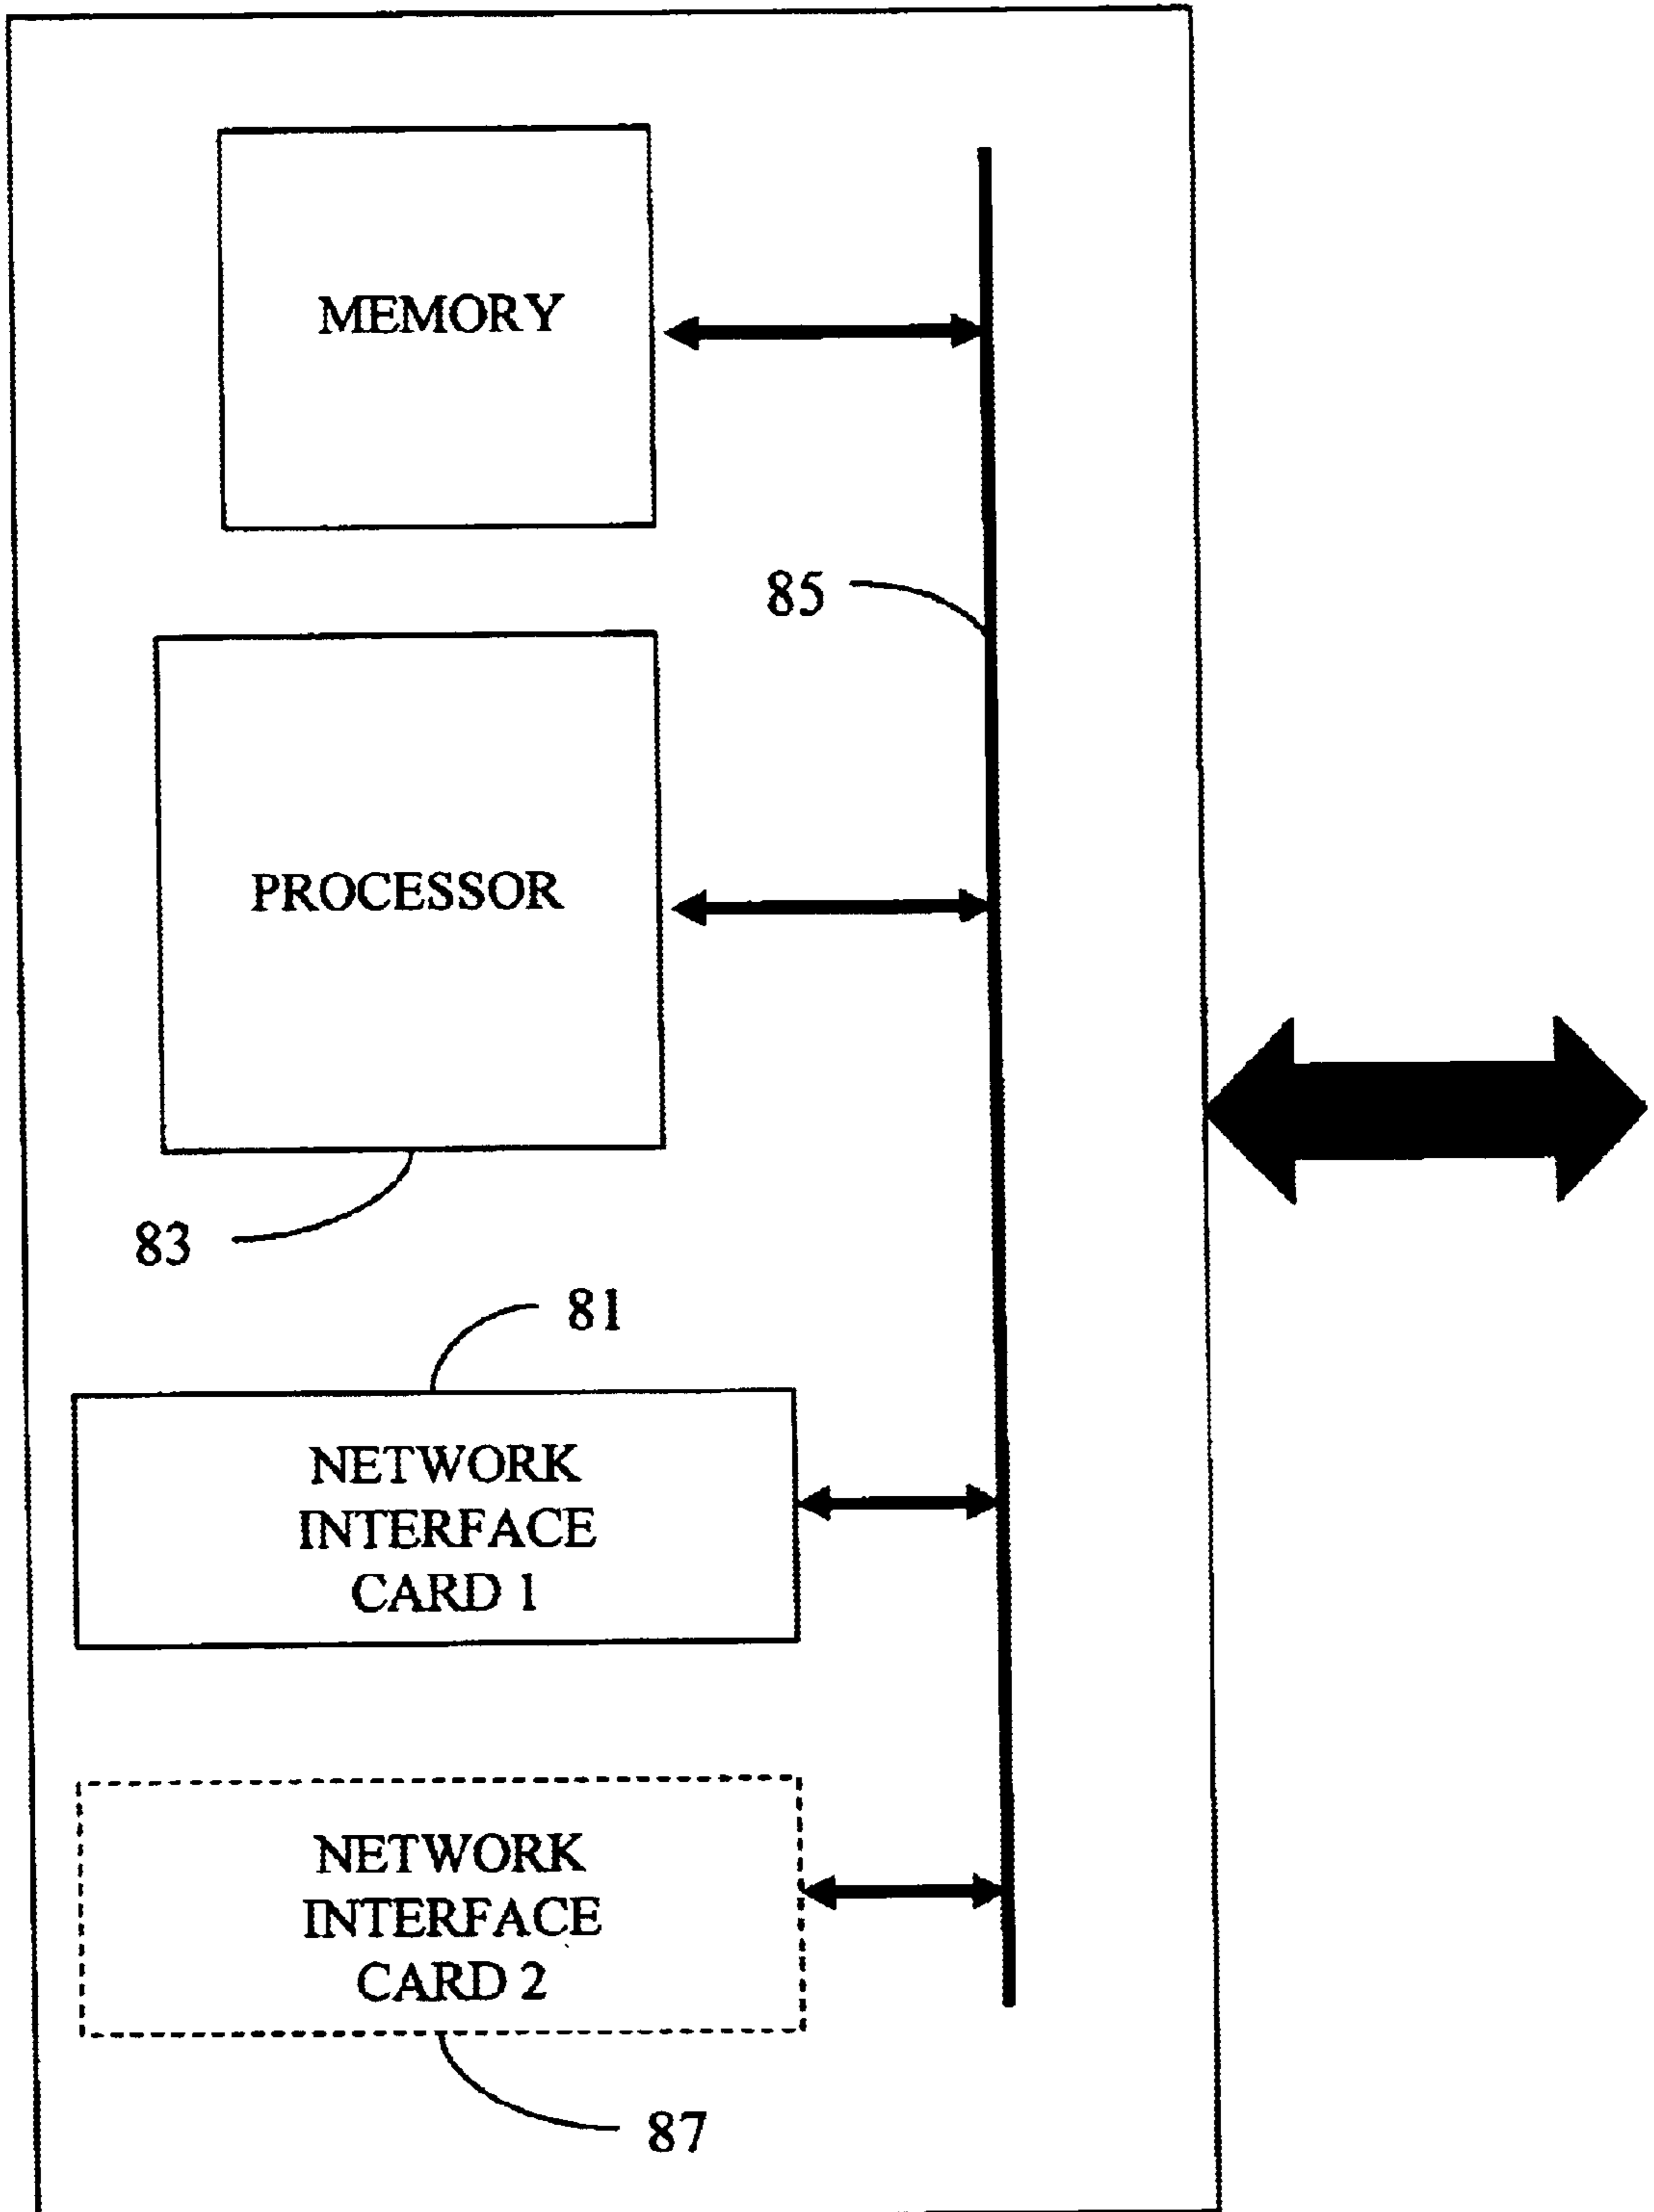 MEMORY
85
PROCESSOR
83
81
NETWORK
INTERFACE
CARD 1
NETWORK
INTERFACE
CARD 2
87